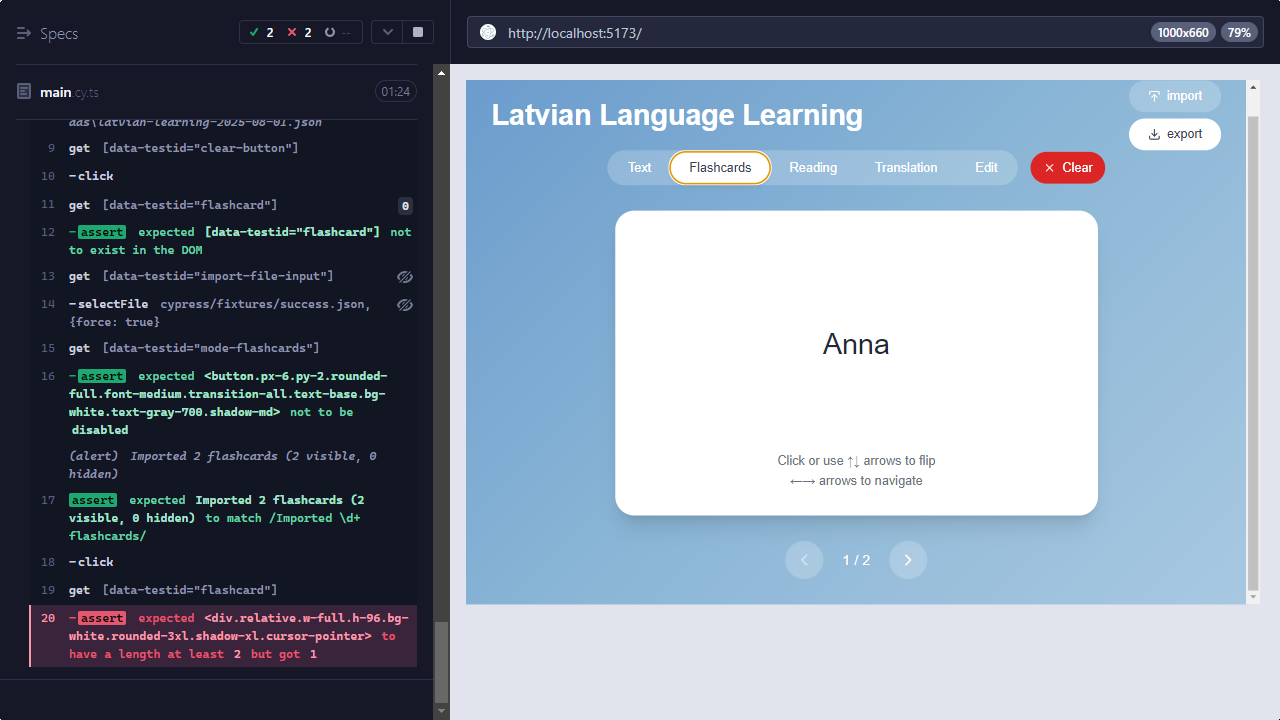 Specs
2
2
--
http://localhost:5173/
1000x660
79%
main.cy.ts
01:24
ads\latvian-learning-2025-08-01.json
9 get [data-testid="clear-button"]
10 -click
11 get [data-testid="flashcard"] 0
12 -assert expected [data-testid="flashcard"] not
to exist in the DOM
13 get [data-testid="import-file-input"]
14 -selectFile cypress/fixtures/success.json,
{force: true}
15 get [data-testid="mode-flashcards"]
16 -assert expected <button.px-6.py-2.rounded-
full.font-medium.transition-all.text-base.bg-
white.text-gray-700.shadow-md> not to be
disabled
(alert) Imported 2 flashcards (2 visible, 0
hidden)
17 assert expected Imported 2 flashcards (2
visible, 0 hidden) to match /Imported \d+
flashcards/
18 -click
19 get [data-testid="flashcard"]
20 -assert expected <div.relative.w-full.h-96.bg-
white.rounded-3xl.shadow-xl.cursor-pointer> to
have a length at least 2 but got 1
import
Latvian Language Learning
export
Text
Flashcards
Reading
Translation
Edit
Clear
Anna
Click or use ↑↓ arrows to flip
←→ arrows to navigate
1 / 2